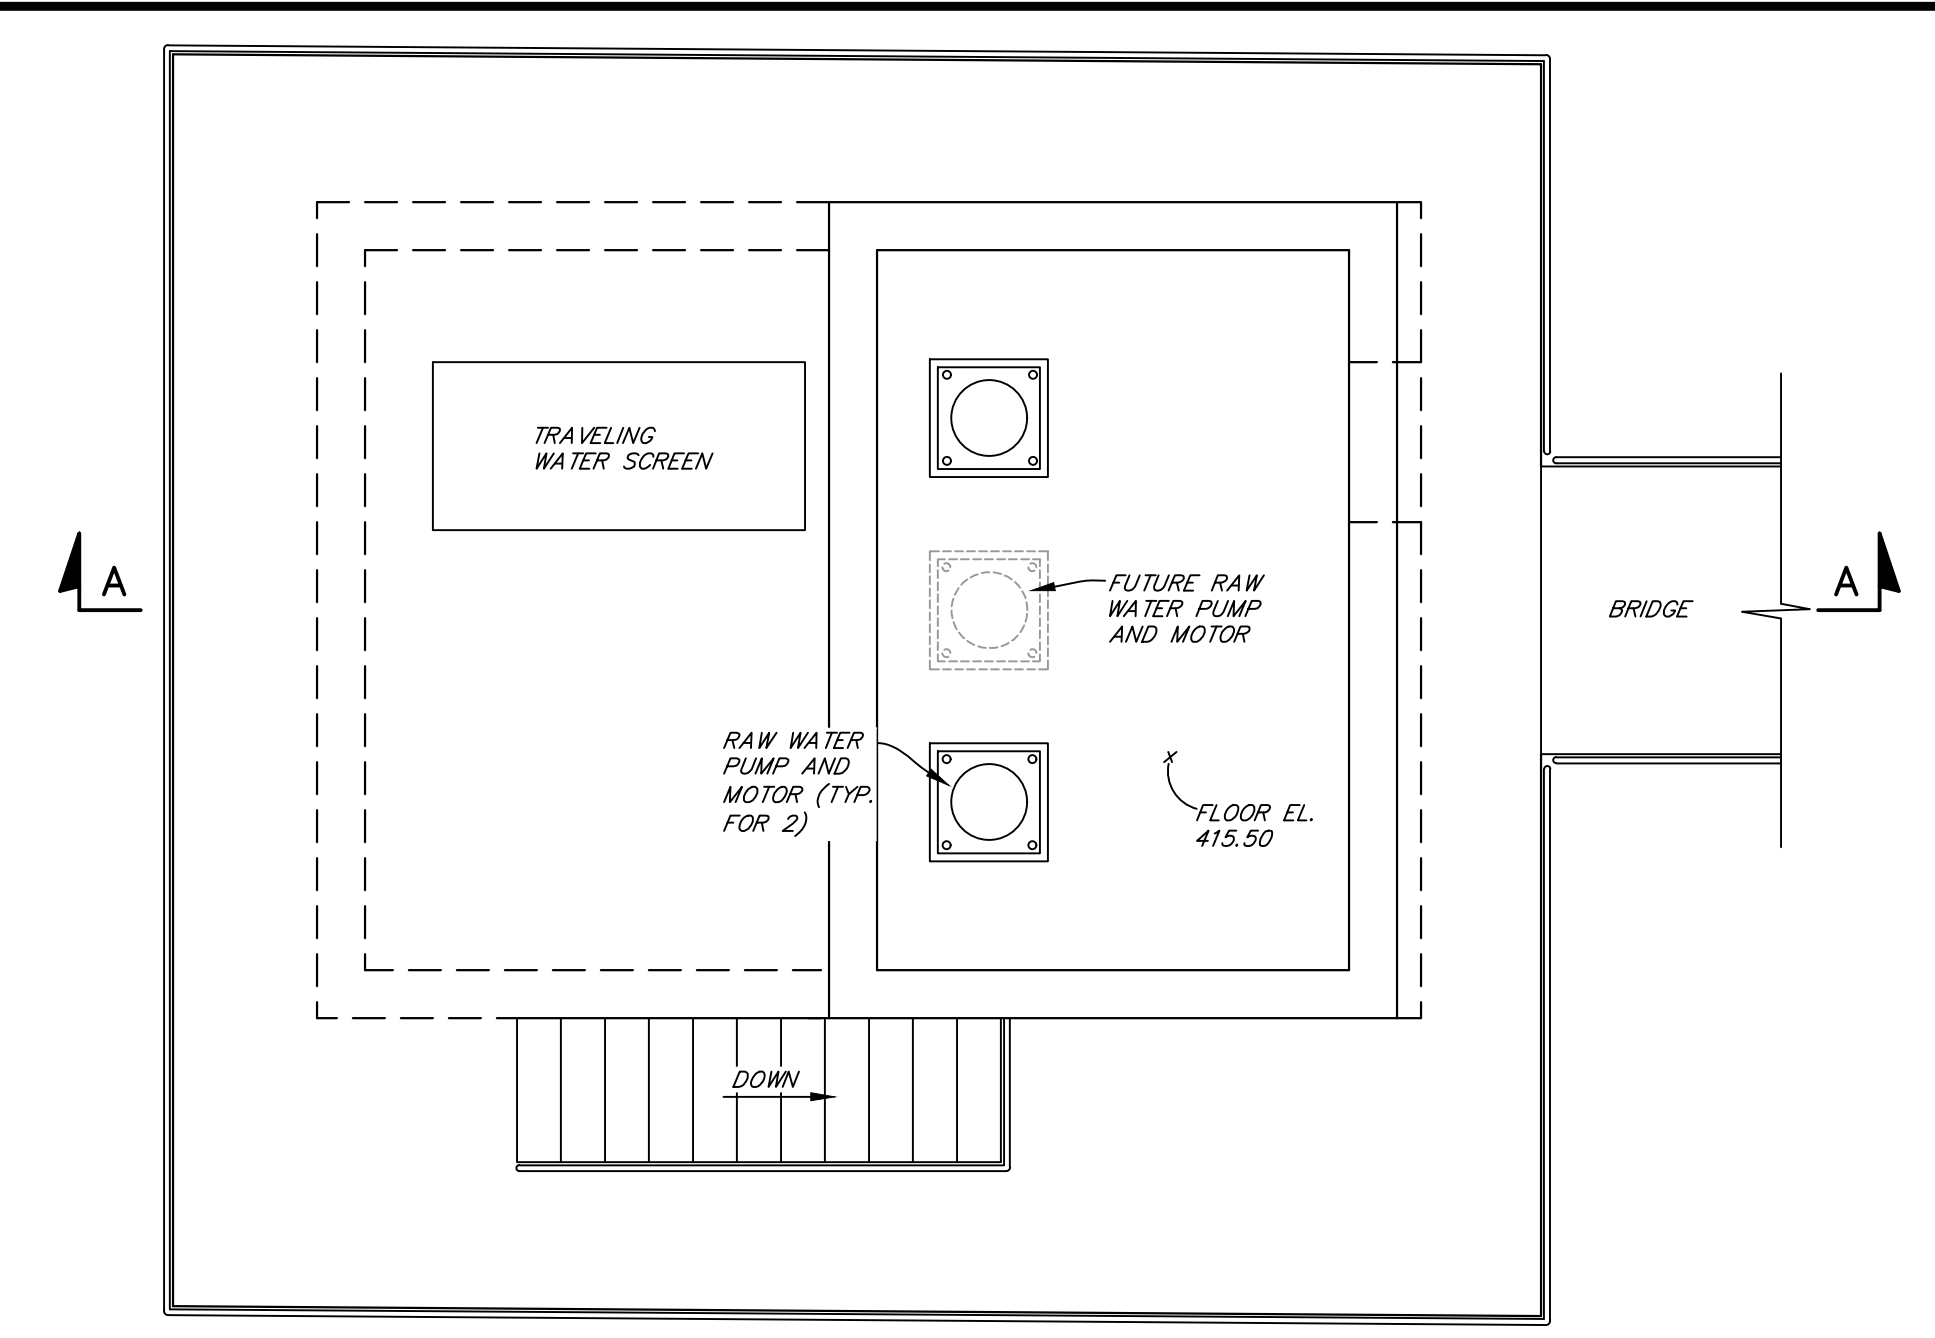 TRAVELING
WATER SCREEN
A
FUTURE RAW
WATER PUMP
AND MOTOR
A
BRIDGE
RAW WATER
PUMP AND
MOTOR (TYP.
FOR 2)
x
FLOOR EL.
415.50
DOWN